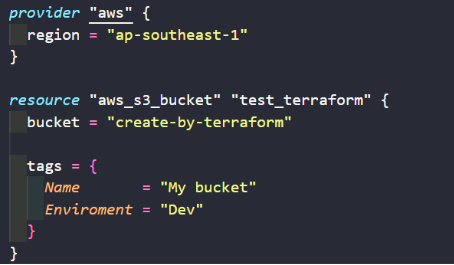 provider "aws" {
  region = "ap-southeast-1"
}

resource "aws_s3_bucket" "test_terraform" {
  bucket = "create-by-terraform"

  tags = {
    Name       = "My bucket"
    Enviroment = "Dev"
  }
}